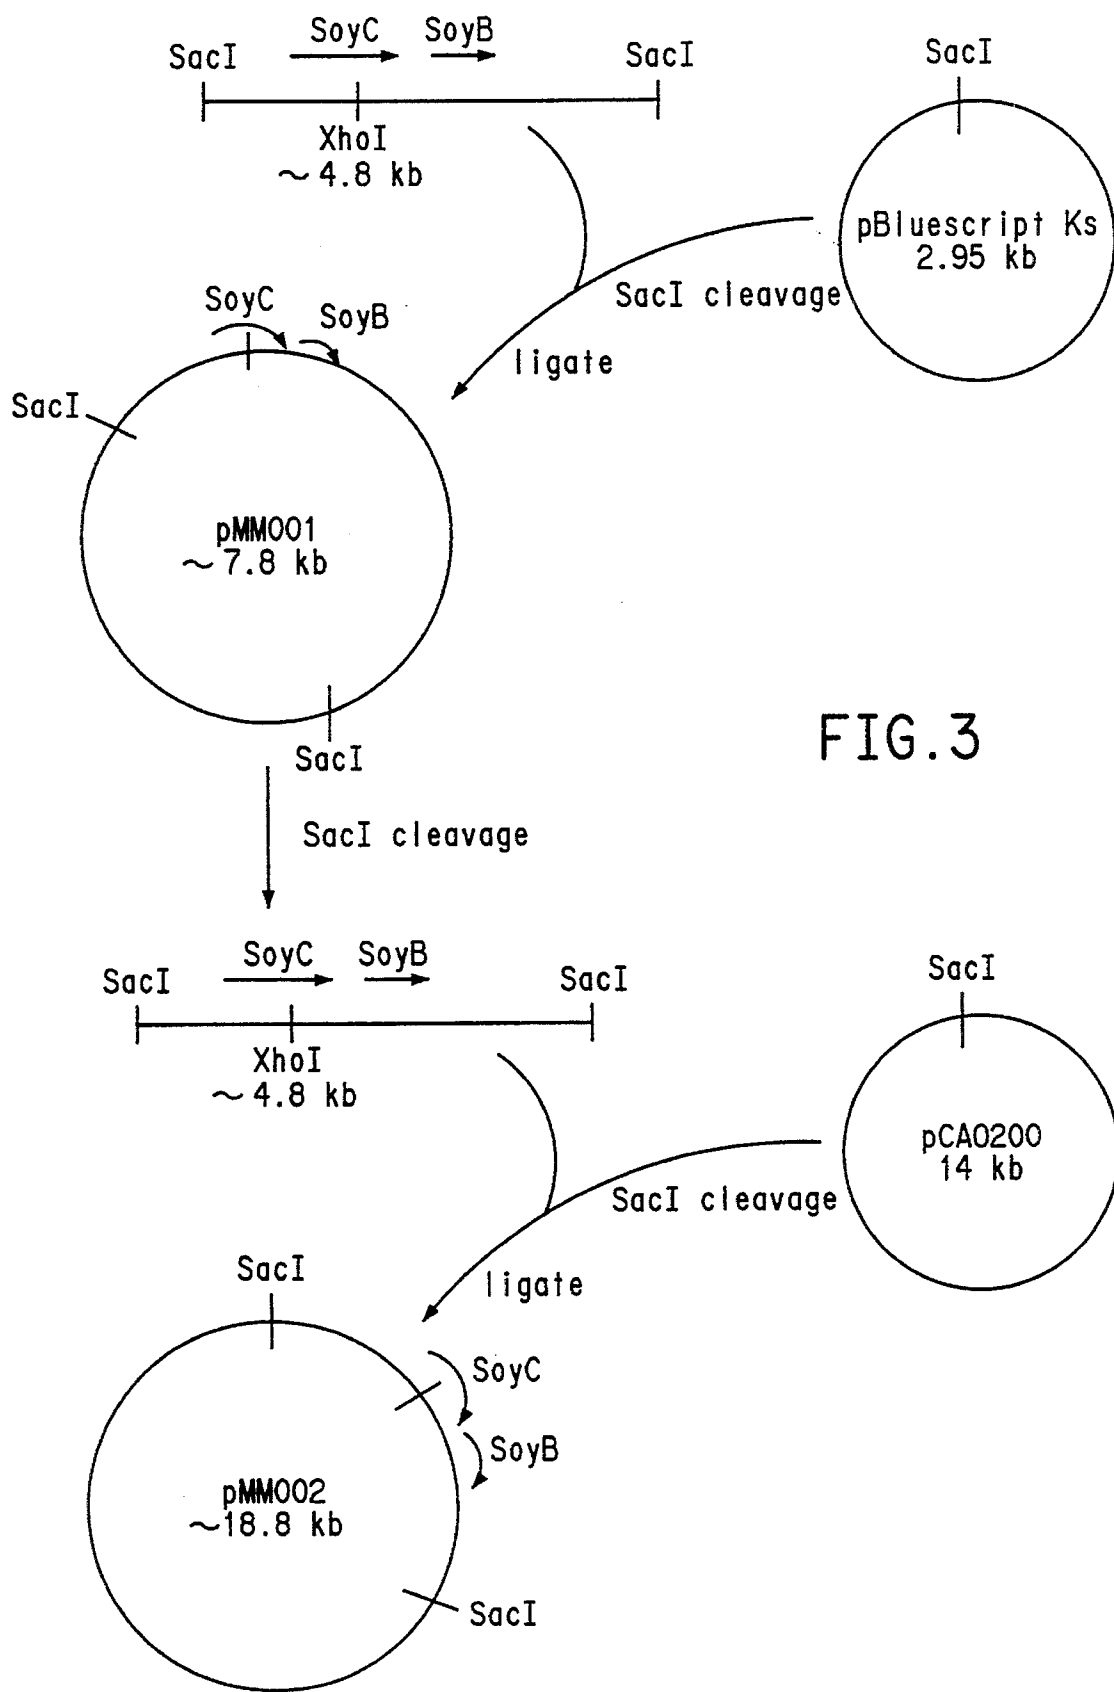 SoyC
SoyB
SacI
SacI
SacI
XhoI
~ 4.8 kb
pBluescript Ks
2.95 kb
SacI cleavage
ligate
SoyC
SoyB
SacI
pMM001
~ 7.8 kb
SacI
FIG.3
SacI cleavage
SoyC
SoyB
SacI
SacI
SacI
XhoI
~ 4.8 kb
pCA0200
14 kb
SacI cleavage
ligate
SacI
SoyC
SoyB
pMM002
~18.8 kb
SacI